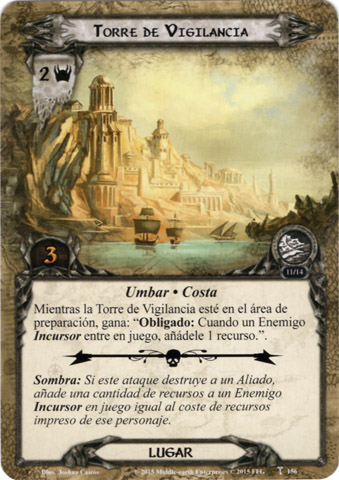 Torre de Vigilancia
2
3
11/14
Umbar • Costa
Mientras la Torre de Vigilancia esté en el área de
preparación, gana: “Obligado: Cuando un Enemigo
Incursor entre en juego, añádele 1 recurso.”.
Sombra: Si este ataque destruye a un Aliado,
añade una cantidad de recursos a un Enemigo
Incursor en juego igual al coste de recursos
impreso de ese personaje.
LUGAR
Ilus. Joshua Cairos © 2015 Middle-earth Enterprises © 2015 FFG 156